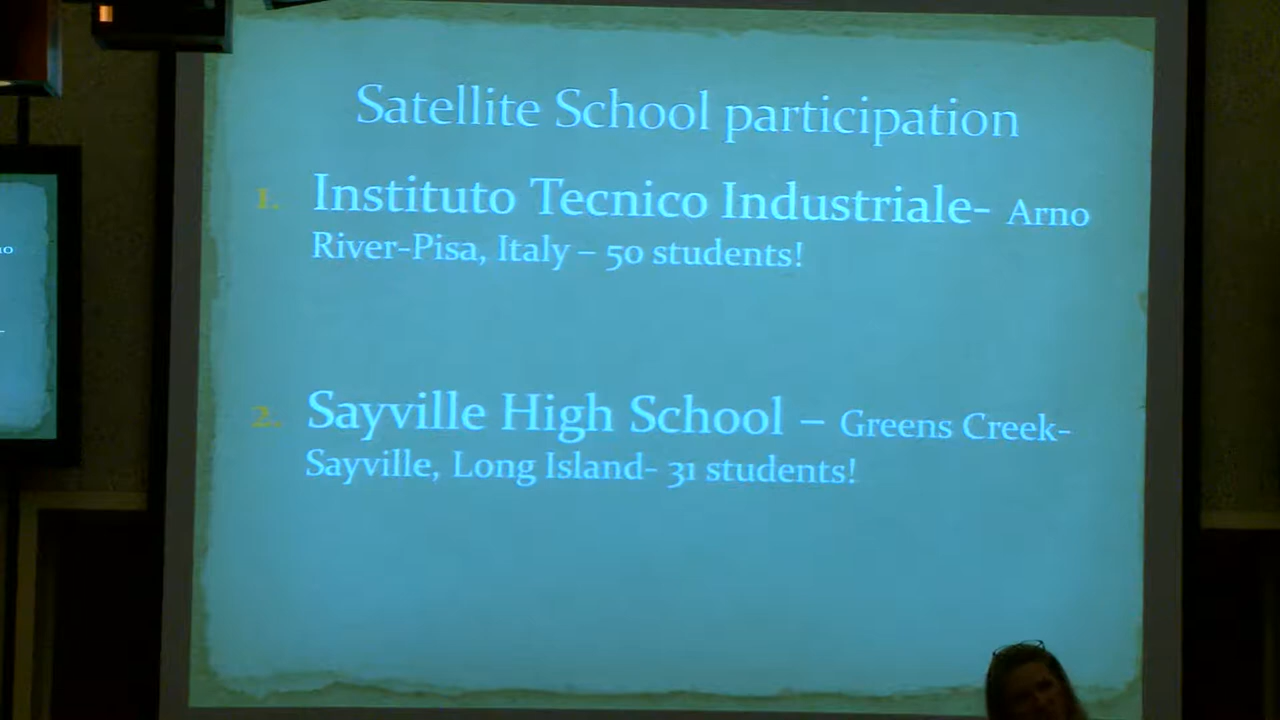 Satellite School participation
1. Instituto Tecnico Industriale- Arno
River-Pisa, Italy – 50 students!
2. Sayville High School – Greens Creek-
Sayville, Long Island- 31 students!